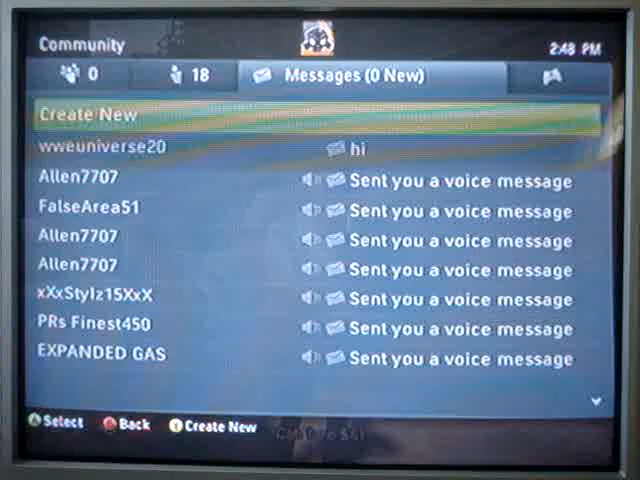 Community
2:48 PM
0
18
Messages (0 New)
Create New
wweuniverse20 hi
Allen7707 Sent you a voice message
FalseArea51 Sent you a voice message
Allen7707 Sent you a voice message
Allen7707 Sent you a voice message
xXxStylz15XxX Sent you a voice message
PRs Finest450 Sent you a voice message
EXPANDED GAS Sent you a voice message
A Select B Back Y Create New